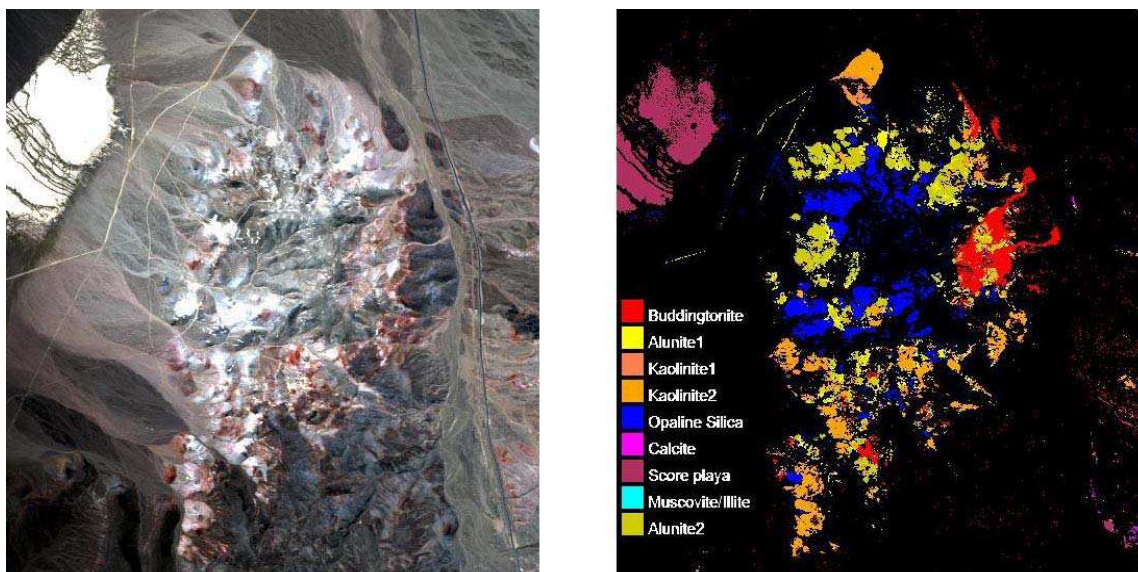 Buddingtonite
Alunite1
Kaolinite1
Kaolinite2
Opaline Silica
Calcite
Score playa
Muscovite/Illite
Alunite2